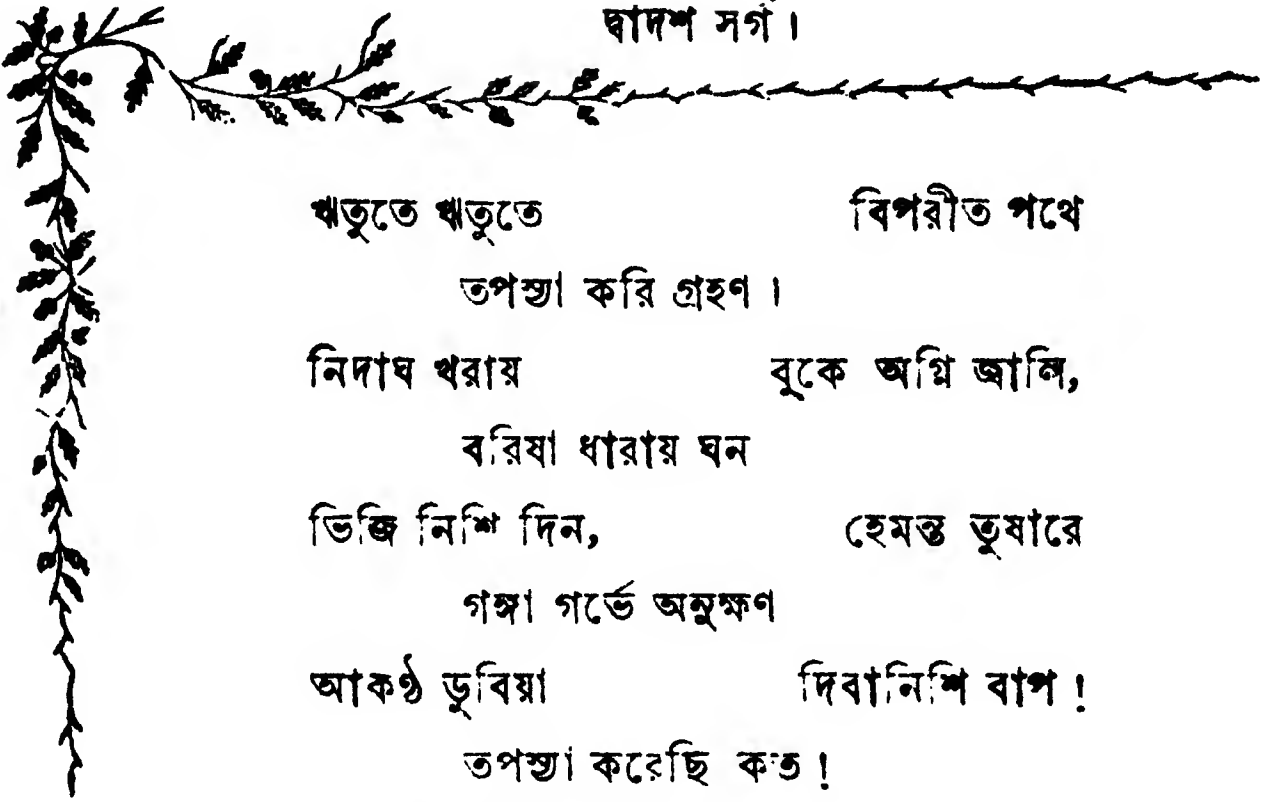 দ্বাদশ সর্গ।
ঋতুতে ঋতুতে বিপরীত পথে
তপস্যা করি গ্রহণ।
নিদাঘ খরায় বুকে অগ্নি জ্বালি,
বরিষা ধারায় ঘন
ভিজি নিশি দিন, হেমন্ত তুষারে
গঙ্গা গর্ভে অনুক্ষণ
আকণ্ঠ ডুবিয়া দিবানিশি বাপ!
তপস্যা করেছি কত!